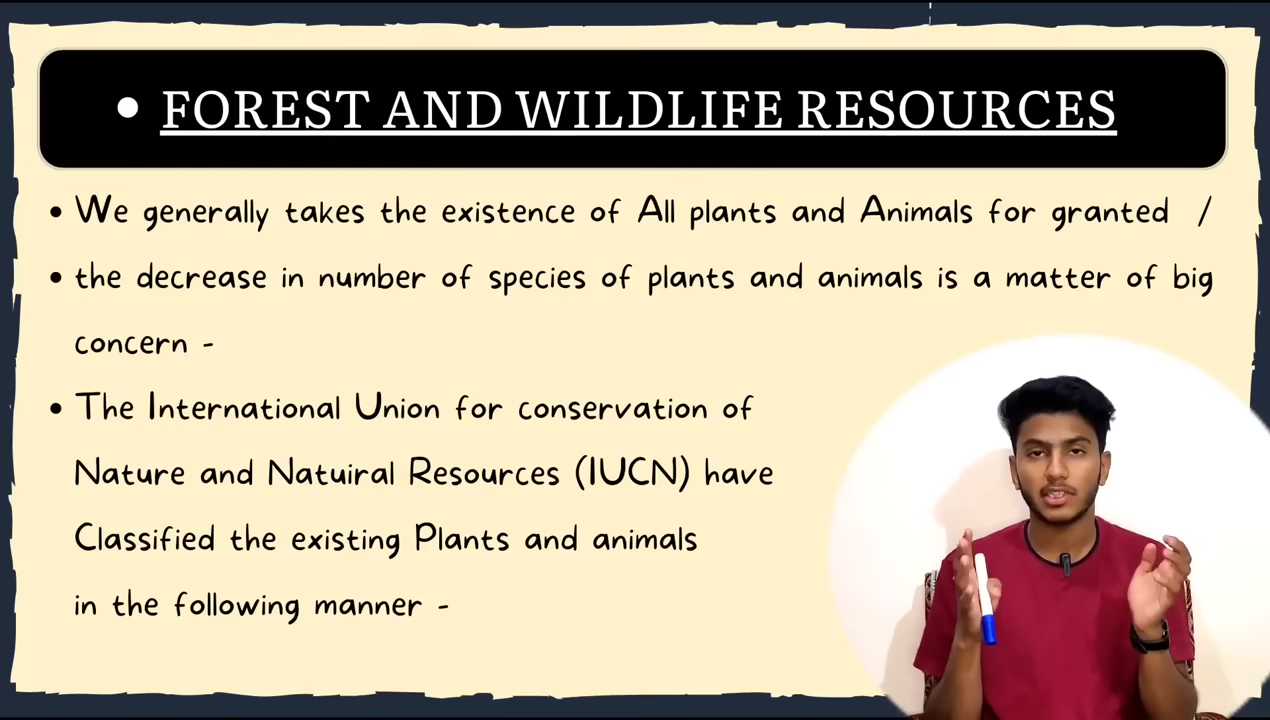 • FOREST AND WILDLIFE RESOURCES
• We generally takes the existence of All plants and Animals for granted /
• the decrease in number of species of plants and animals is a matter of big
concern -
• The International Union for conservation of
Nature and Natuiral Resources (IUCN) have
Classified the existing Plants and animals
in the following manner -